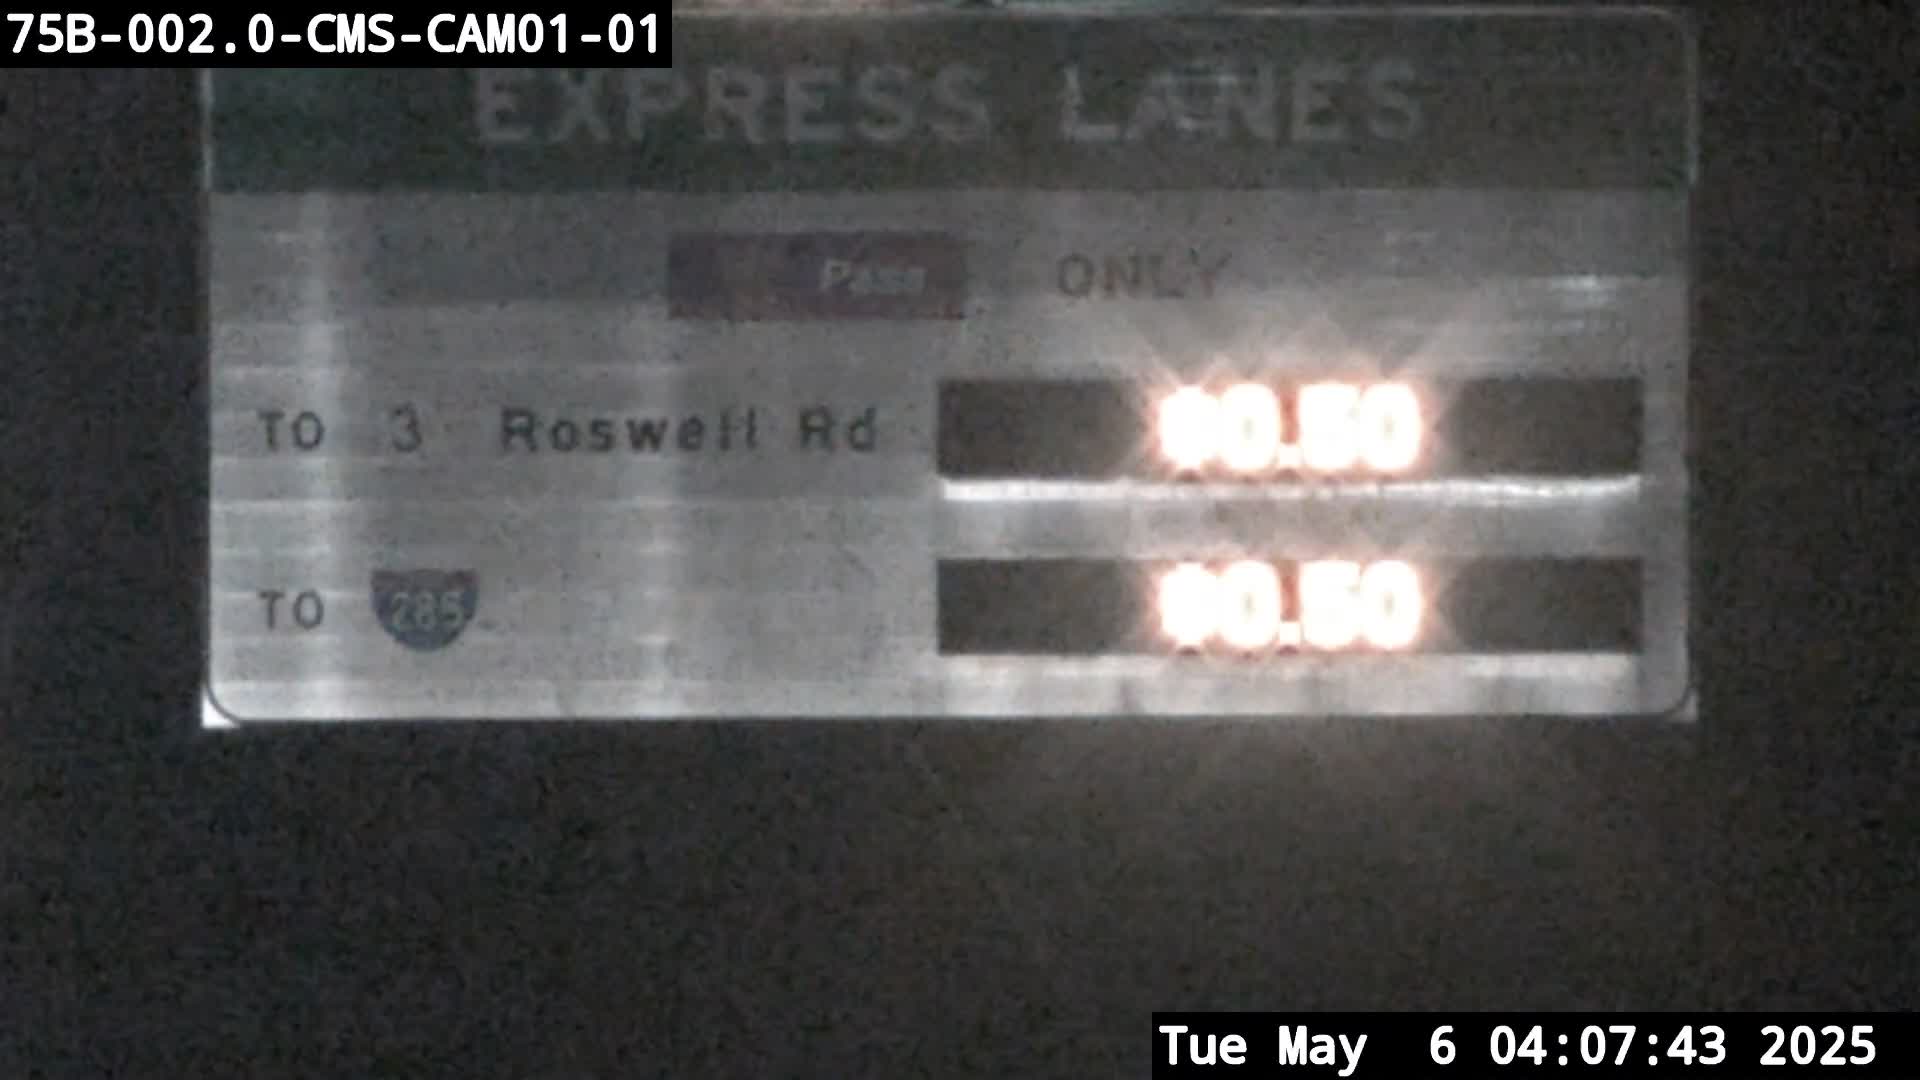 75B-002.0-CMS-CAM01-01
EXPRESS LANES
Pass ONLY
TO 3 Roswell Rd $0.50
TO 285 $0.50
Tue May 6 04:07:43 2025